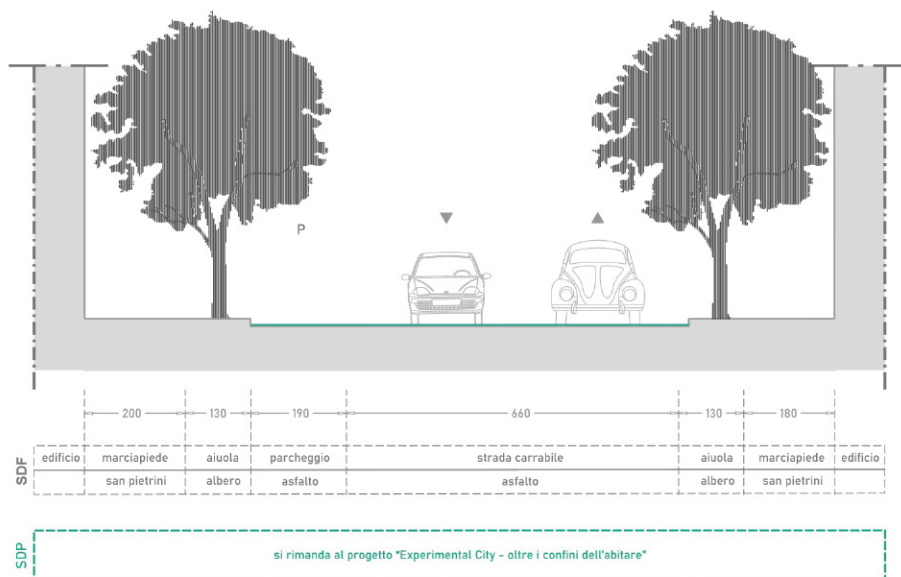 P
200 130 190 660 130 180
SDF
edificio marciapiede aiuola parcheggio strada carrabile aiuola marciapiede edificio
san pietrini albero asfalto asfalto albero san pietrini
SDP
si rimanda al progetto "Experimental City - oltre i confini dell'abitare"